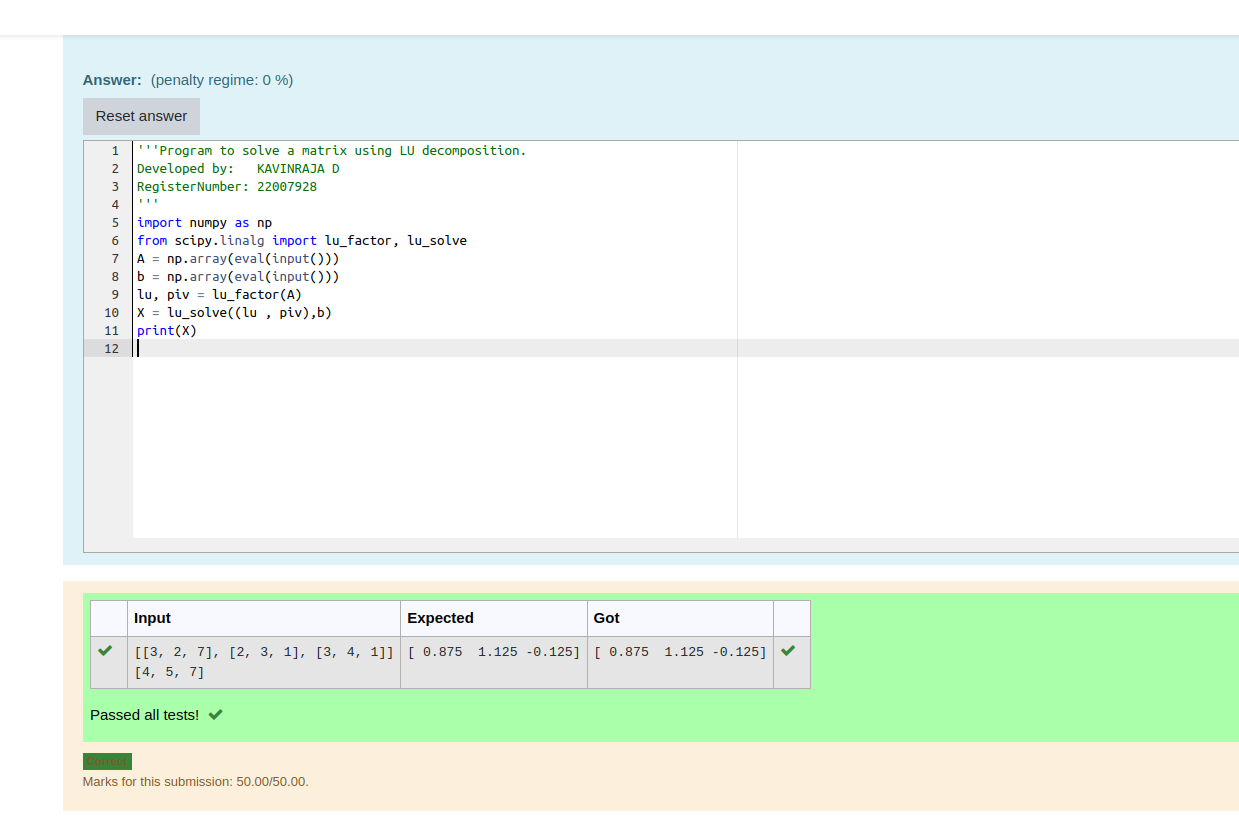 Answer: (penalty regime: 0 %)
Reset answer
1 '''Program to solve a matrix using LU decomposition.
2 Developed by:   KAVINRAJA D
3 RegisterNumber: 22007928
4 '''
5 import numpy as np
6 from scipy.linalg import lu_factor, lu_solve
7 A = np.array(eval(input()))
8 b = np.array(eval(input()))
9 lu, piv = lu_factor(A)
10 X = lu_solve((lu , piv),b)
11 print(X)
12
Input Expected Got
[[3, 2, 7], [2, 3, 1], [3, 4, 1]] [ 0.875  1.125 -0.125] [ 0.875  1.125 -0.125]
[4, 5, 7]
Passed all tests!
Correct
Marks for this submission: 50.00/50.00.